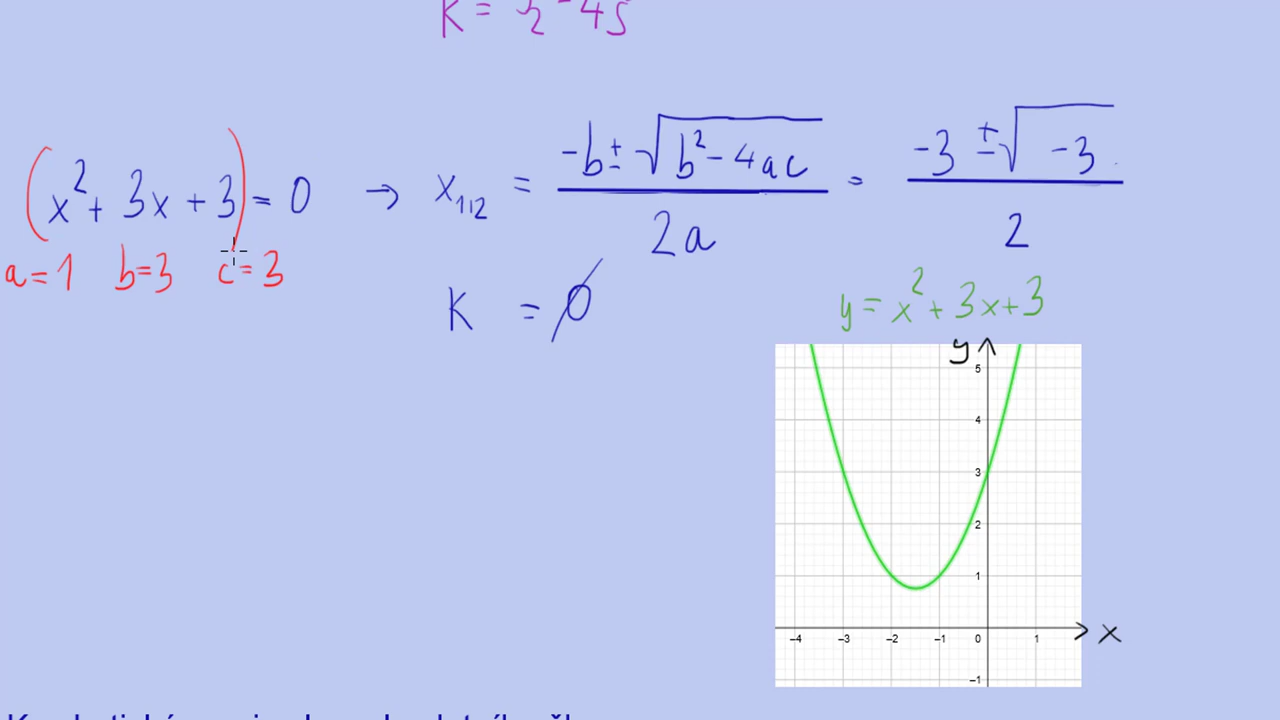 K =
x² + 3x + 3 = 0 → x₁,₂ = (-b ± √(b² - 4ac)) / 2a = (-3 ± √-3) / 2
a = 1 b = 3 c = 3
K = ∅
y = x² + 3x + 3
y
5
4
3
2
1
-4 -3 -2 -1 0 1
x
-1